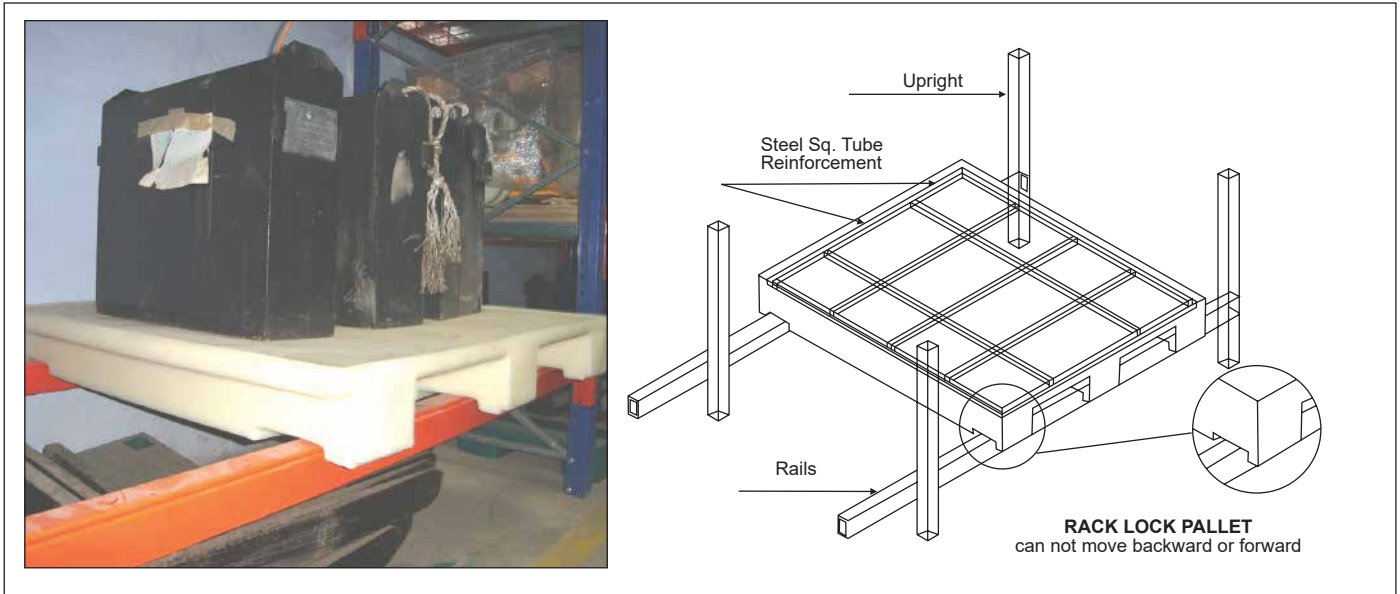 Upright
Steel Sq. Tube
Reinforcement
Rails
RACK LOCK PALLET
can not move backward or forward